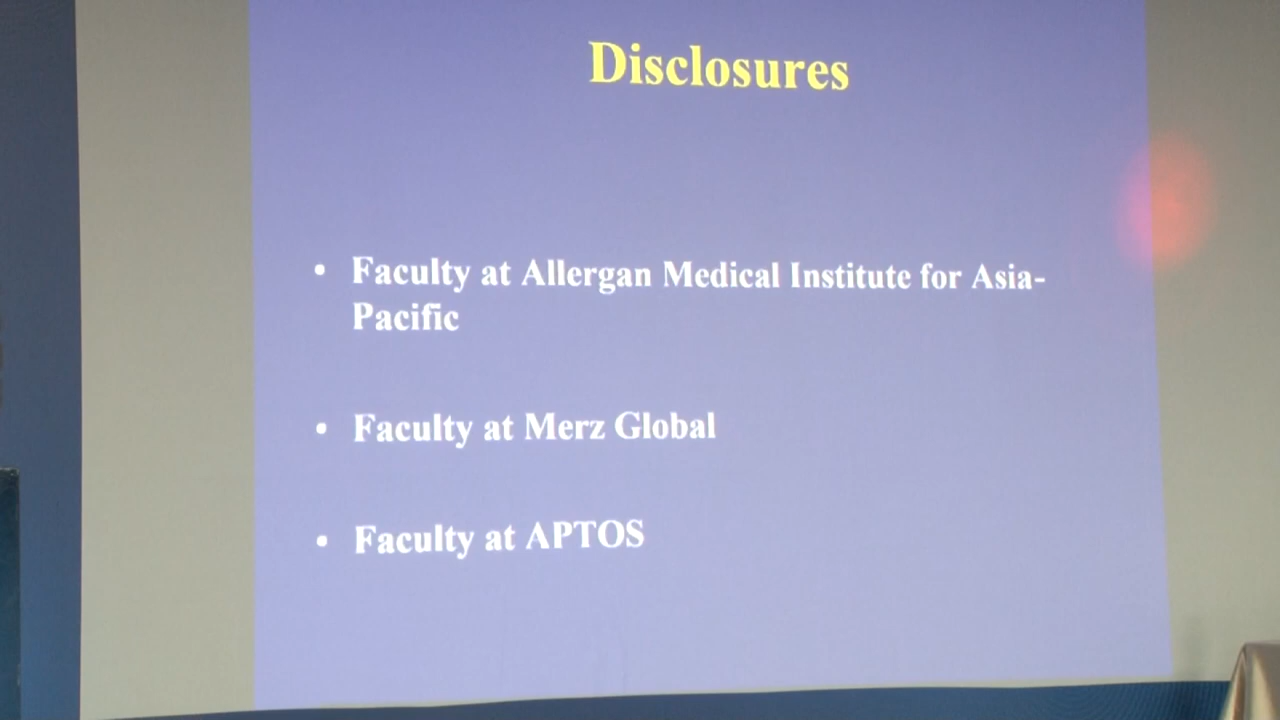 Disclosures
• Faculty at Allergan Medical Institute for Asia-
Pacific
• Faculty at Merz Global
• Faculty at APTOS